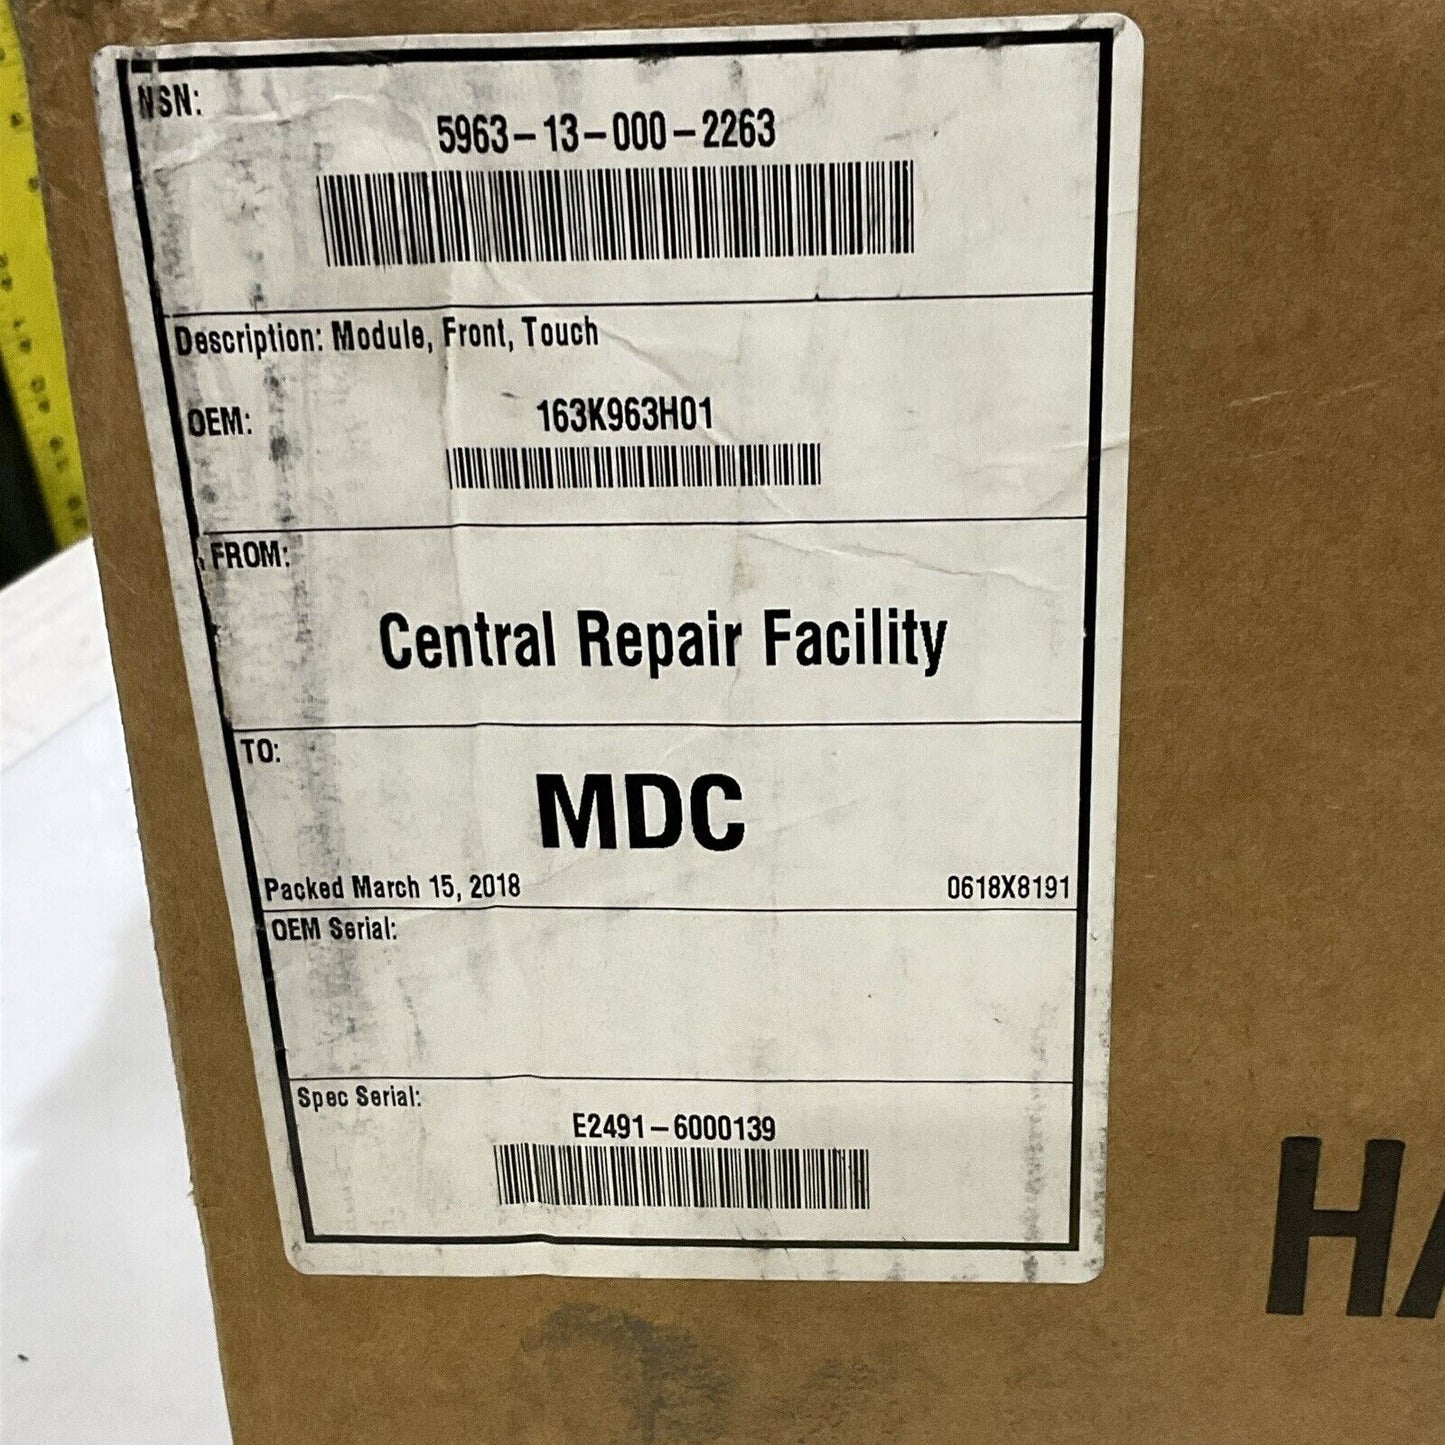 NSN:
5963-13-000-2263
Description: Module, Front, Touch
OEM: 163K963H01
FROM:
Central Repair Facility
TO:
MDC
Packed March 15, 2018 0618X8191
OEM Serial:
Spec Serial:
E2491-6000139